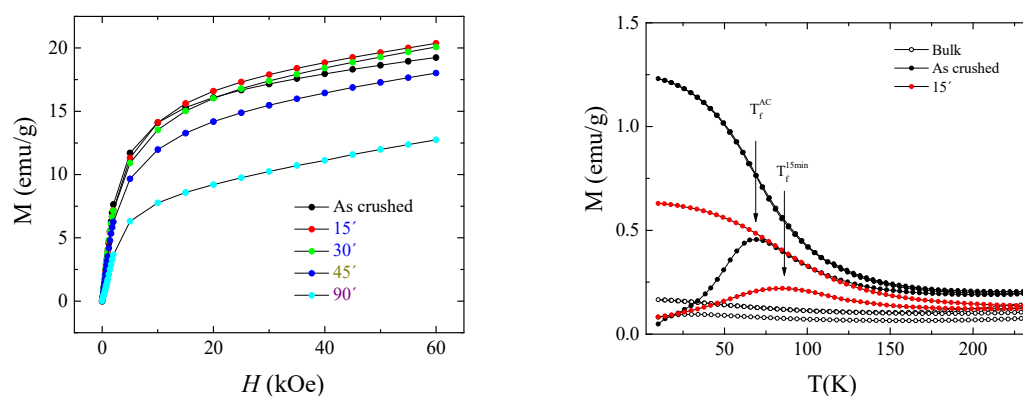 20
15
10
5
0
M (emu/g)
0 20 40 60
H (kOe)
As crushed
15´
30´
45´
90´
1.5
1.0
0.5
0.0
M (emu/g)
50 100 150 200
T(K)
Bulk
As crushed
15´
T_f^AC
T_f^15min